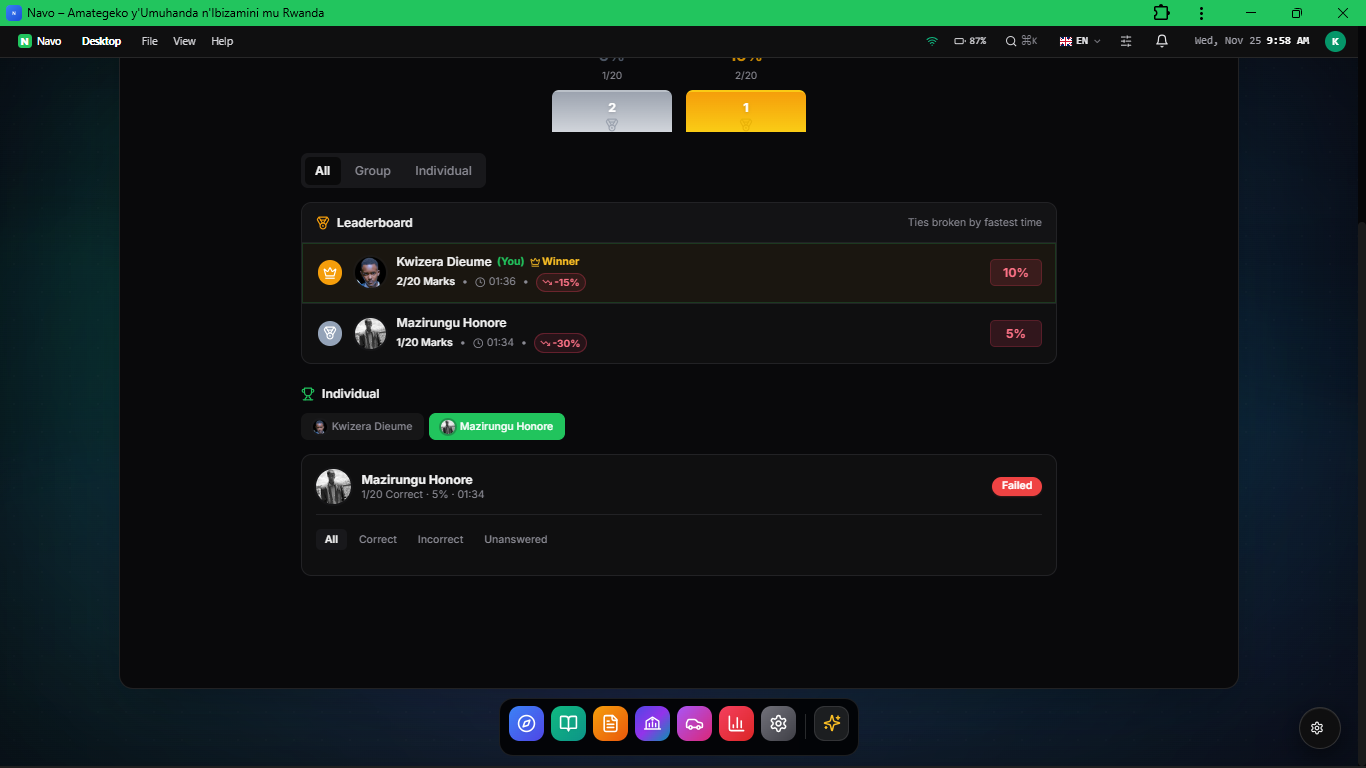 Navo – Amategeko y'Umuhanda n'Ibizamini mu Rwanda
N Navo Desktop File View Help 87% ⌘K EN Wed, Nov 25 9:58 AM K
1/20 2/20
2 1
All Group Individual
Leaderboard Ties broken by fastest time
Kwizera Dieume (You) Winner
2/20 Marks • 01:36 • -15% 10%
Mazirungu Honore
1/20 Marks • 01:34 • -30% 5%
Individual
Kwizera Dieume Mazirungu Honore
Mazirungu Honore
1/20 Correct · 5% · 01:34 Failed
All Correct Incorrect Unanswered